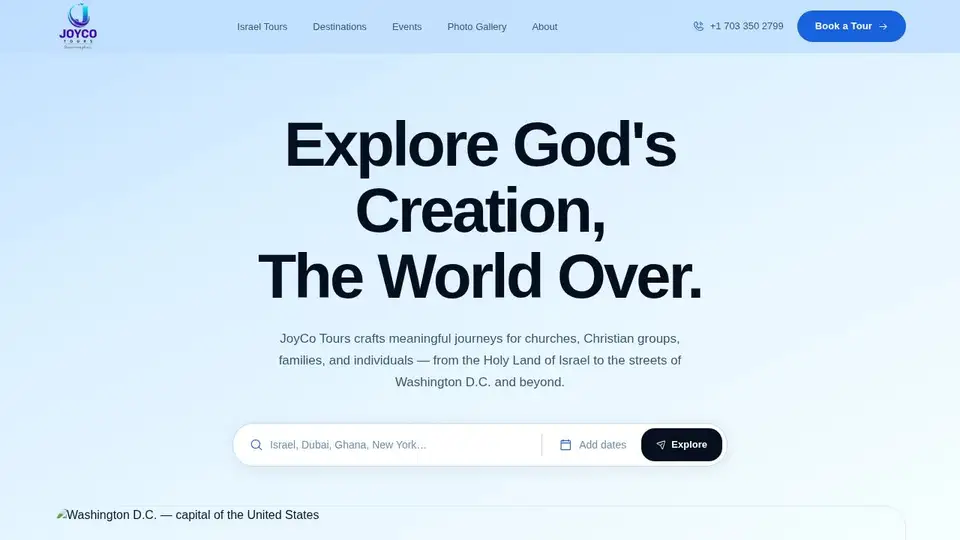 JOYCO
TOURS
Israel Tours
Destinations
Events
Photo Gallery
About
+1 703 350 2799
Book a Tour
Explore God's
Creation,
The World Over.
JoyCo Tours crafts meaningful journeys for churches, Christian groups,
families, and individuals — from the Holy Land of Israel to the streets of
Washington D.C. and beyond.
Israel, Dubai, Ghana, New York…
Add dates
Explore
Washington D.C. — capital of the United States